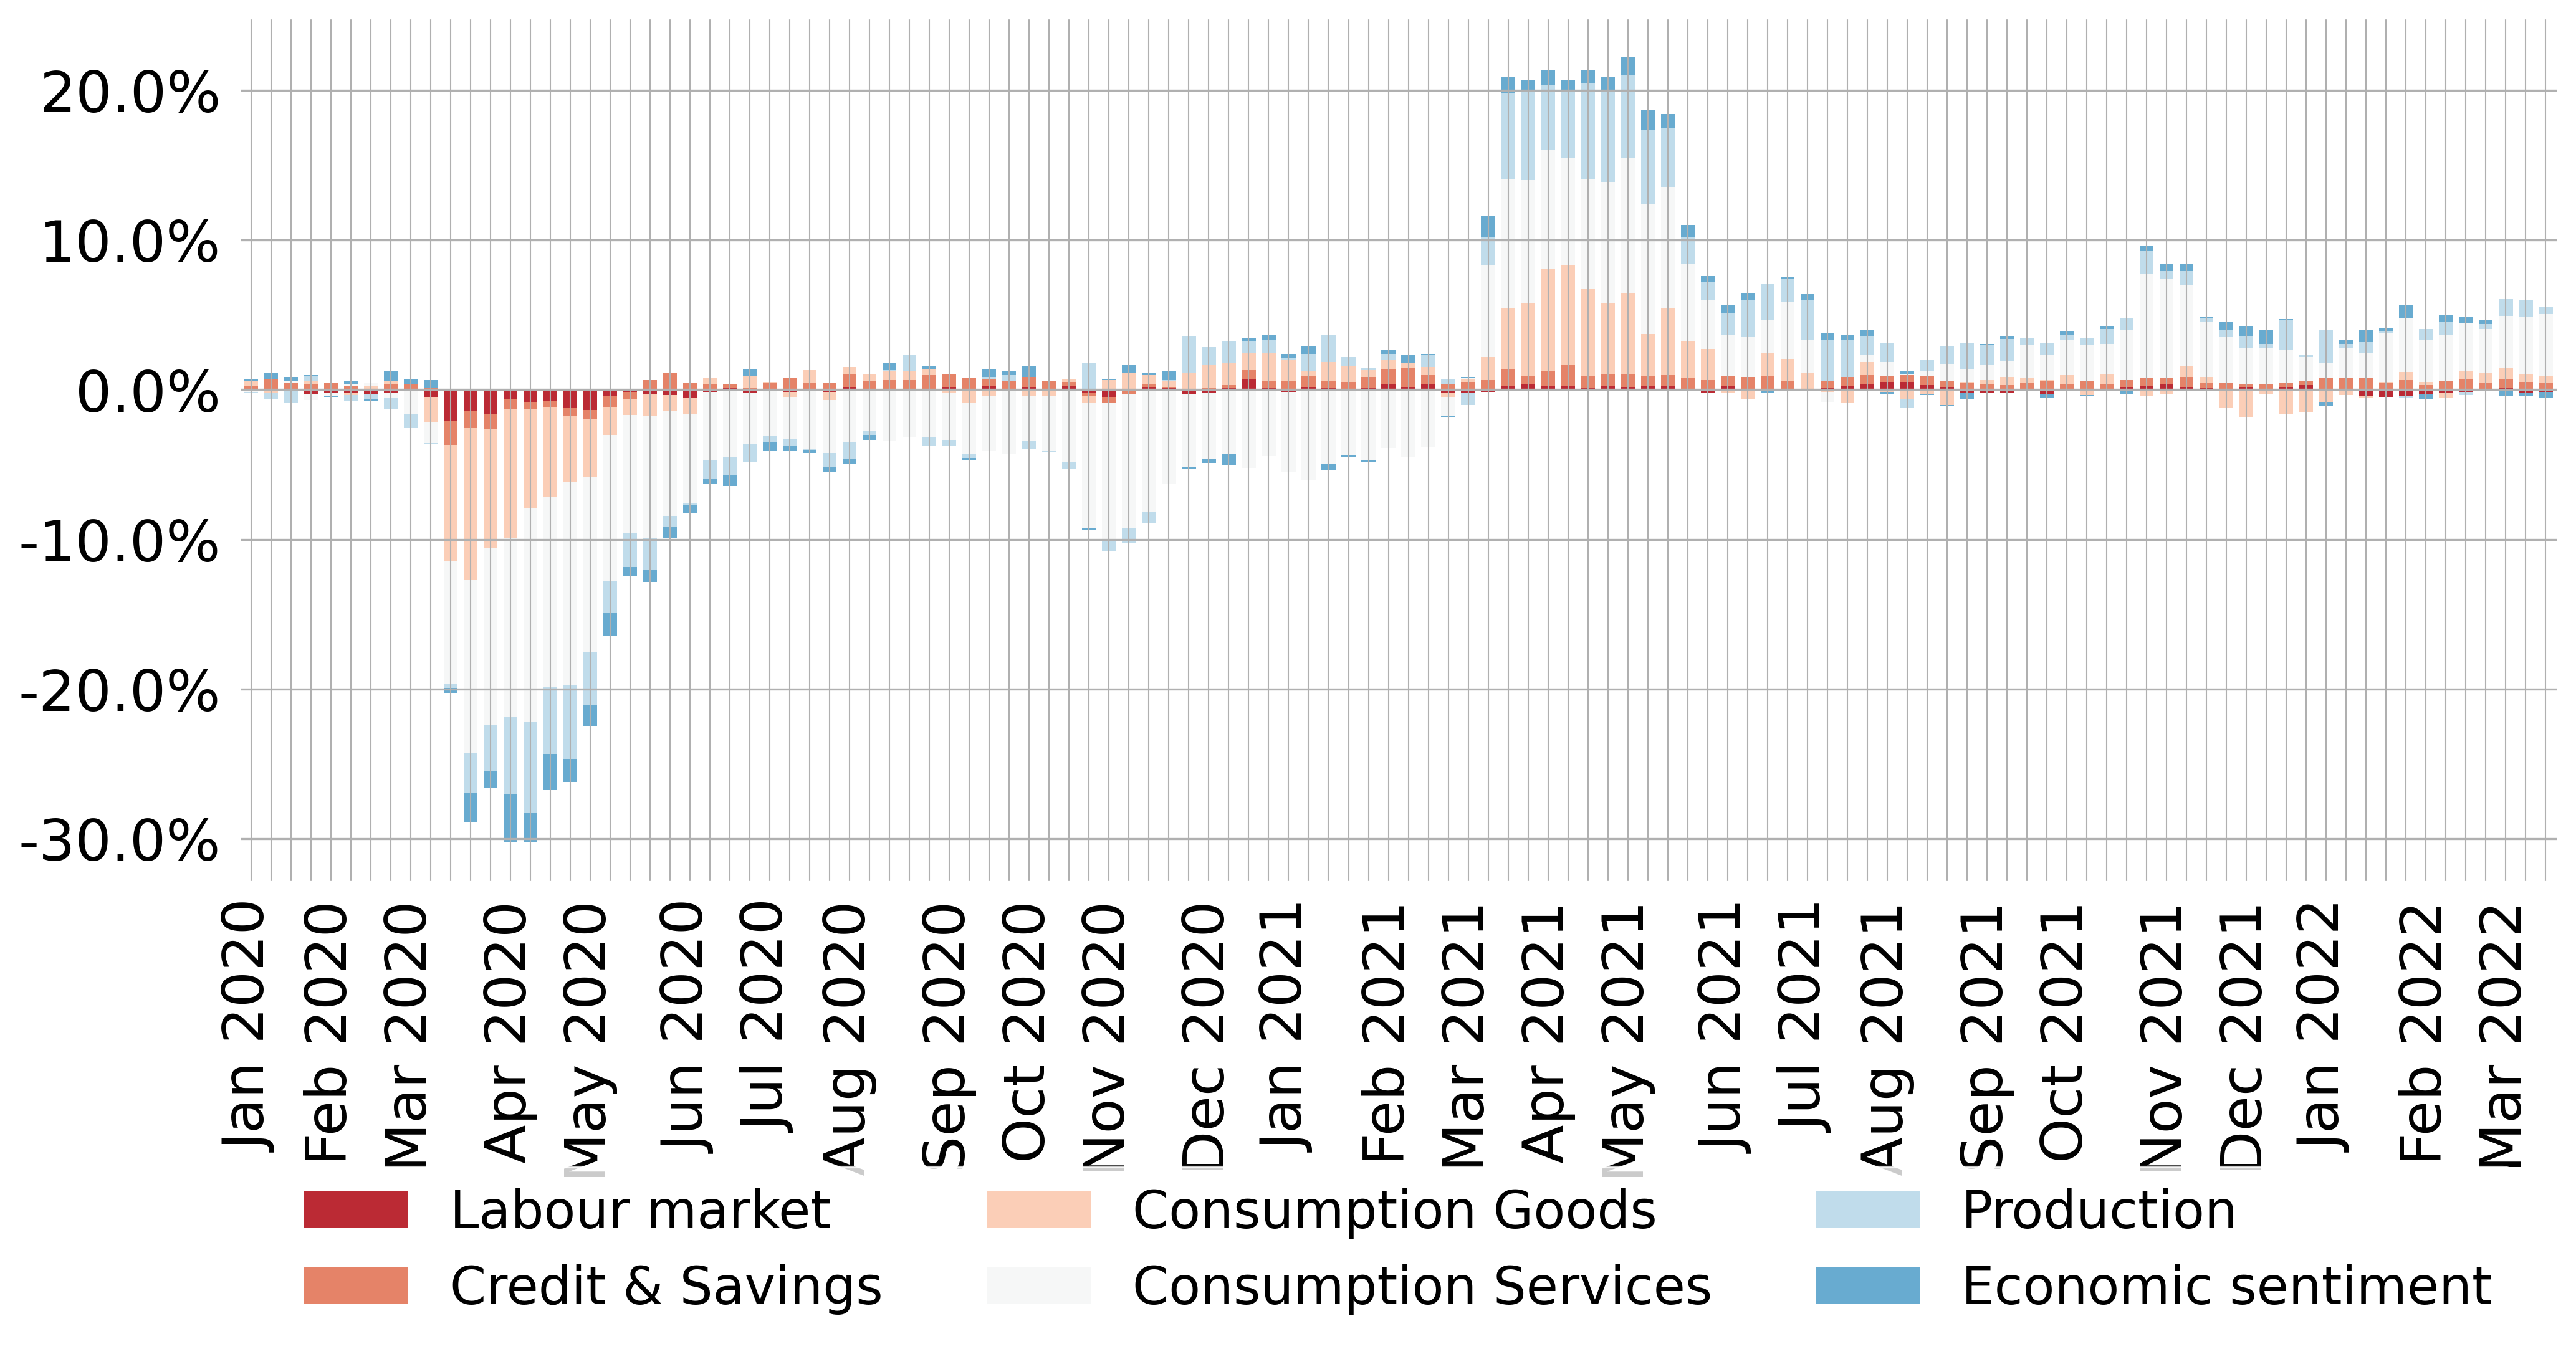 20.0%
10.0%
0.0%
-10.0%
-20.0%
-30.0%
Jan 2020
Feb 2020
Mar 2020
Apr 2020
May 2020
Jun 2020
Jul 2020
Aug 2020
Sep 2020
Oct 2020
Nov 2020
Dec 2020
Jan 2021
Feb 2021
Mar 2021
Apr 2021
May 2021
Jun 2021
Jul 2021
Aug 2021
Sep 2021
Oct 2021
Nov 2021
Dec 2021
Jan 2022
Feb 2022
Mar 2022
Labour market
Consumption Goods
Production
Credit & Savings
Consumption Services
Economic sentiment